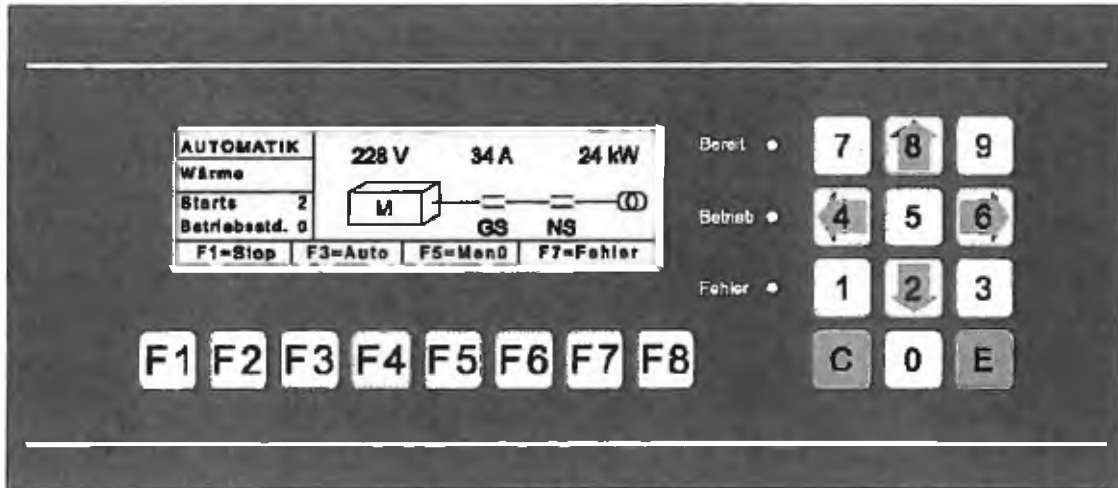 AUTOMATIK
Wärme
Starts 2
Betriebsstd. 0
228 V 34 A 24 kW
M
GS NS
F1=Stop F3=Auto F5=Menü F7=Fehler
Bereit
Betrieb
Fehler
7 8 9
4 5 6
1 2 3
C 0 E
F1 F2 F3 F4 F5 F6 F7 F8